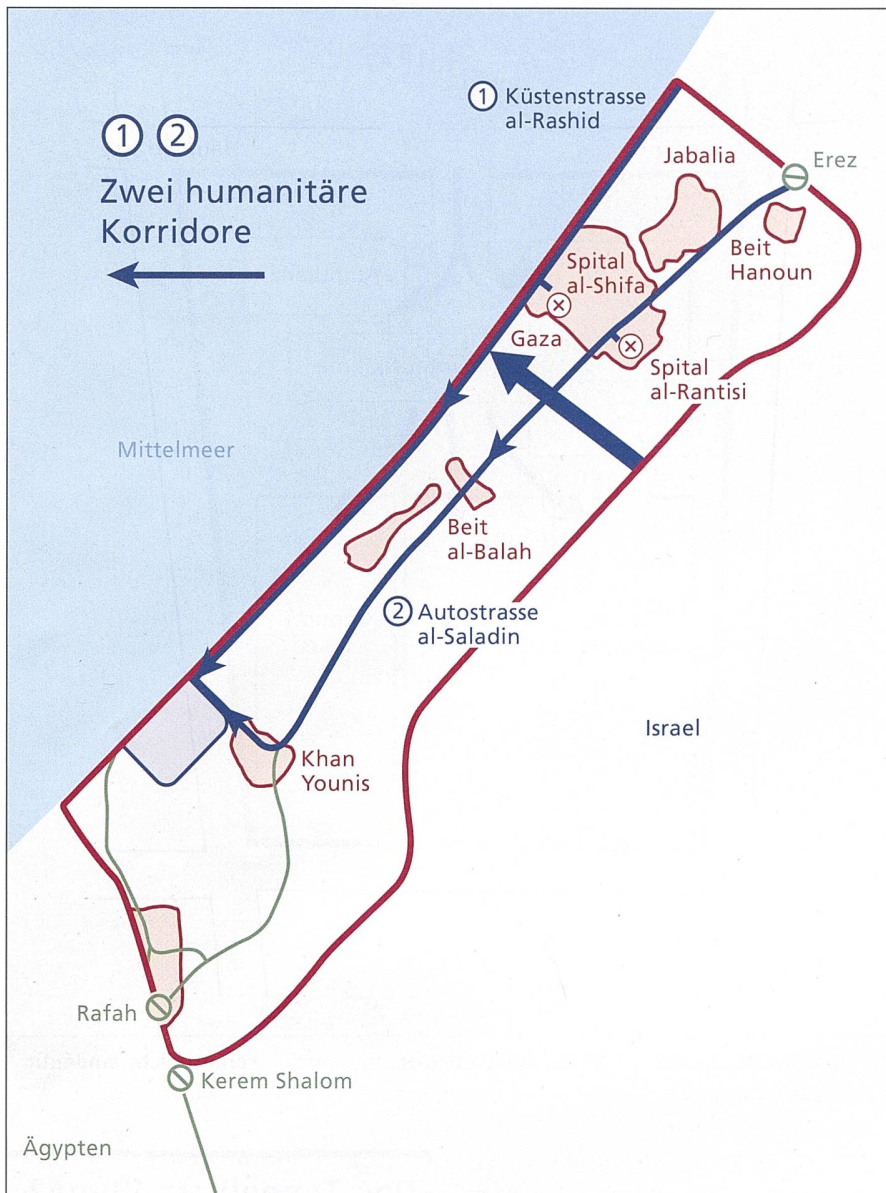 ① ②
Zwei humanitäre
Korridore
① Küstenstrasse
al-Rashid
Jabalia
Erez
Beit
Hanoun
Spital
al-Shifa
Gaza
Spital
al-Rantisi
Mittelmeer
Beit
al-Balah
② Autostrasse
al-Saladin
Israel
Khan
Younis
Rafah
Kerem Shalom
Ägypten